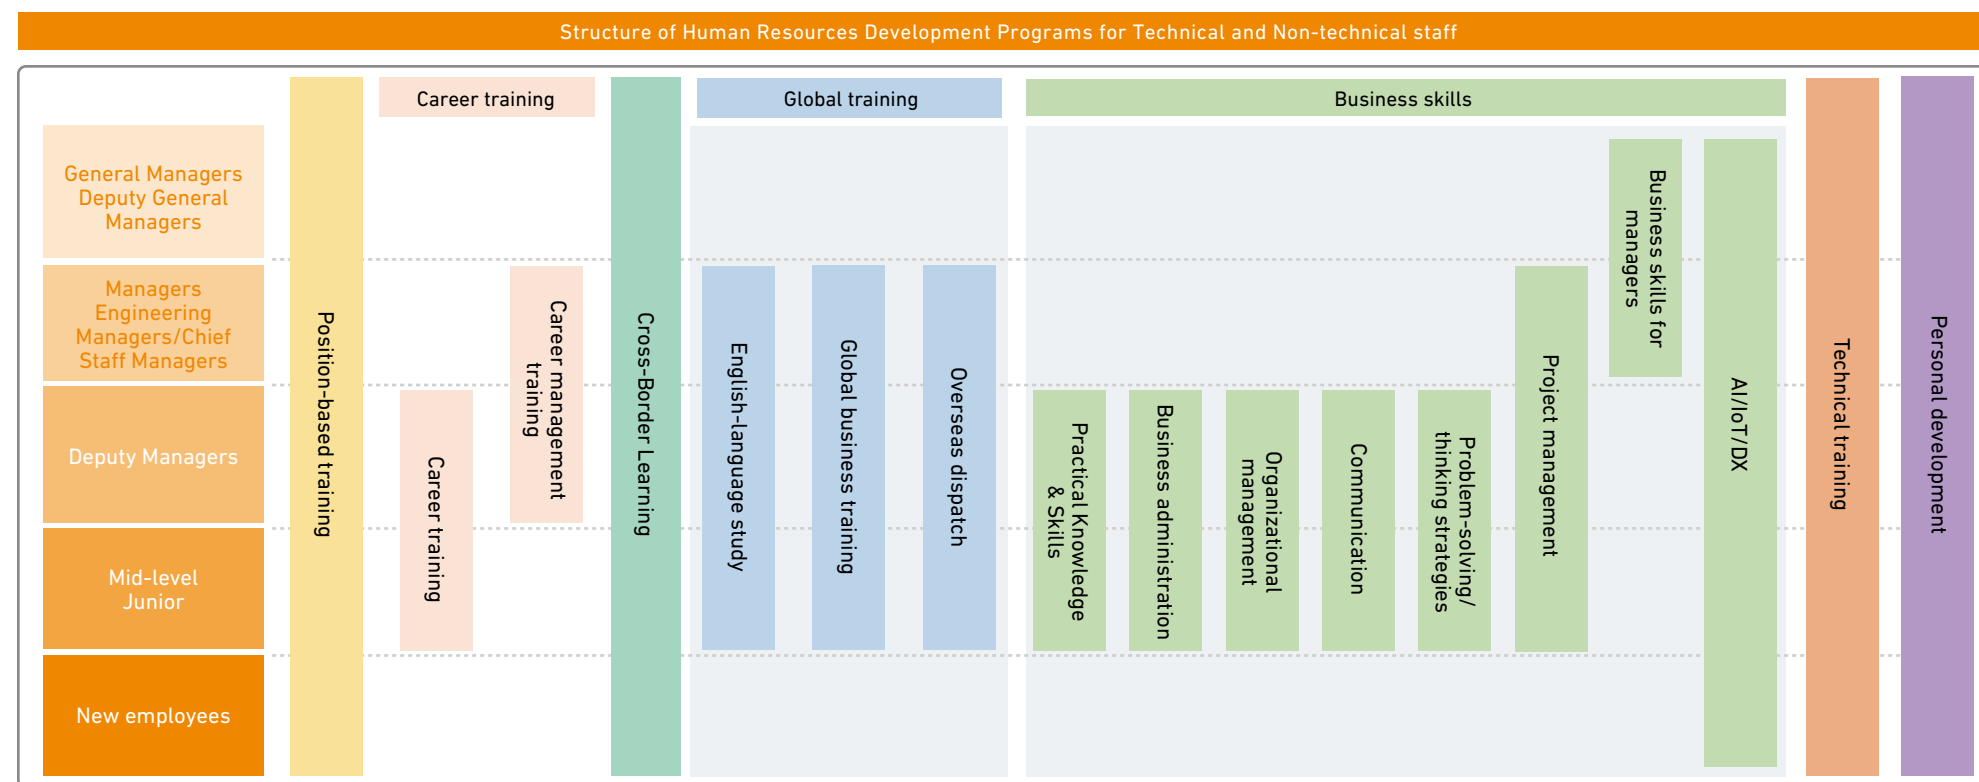 Structure of Human Resources Development Programs for Technical and Non-technical staff
Career training
Global training
Business skills
General Managers
Deputy General
Managers
Managers
Engineering
Managers/Chief
Staff Managers
Deputy Managers
Mid-level
Junior
New employees
Position-based training
Career training
Career management
training
Cross-Border Learning
English-language study
Global business training
Overseas dispatch
Practical Knowledge
& Skills
Business administration
Organizational
management
Communication
Problem-solving/
thinking strategies
Project management
Business skills for
managers
AI/IoT/DX
Technical training
Personal development